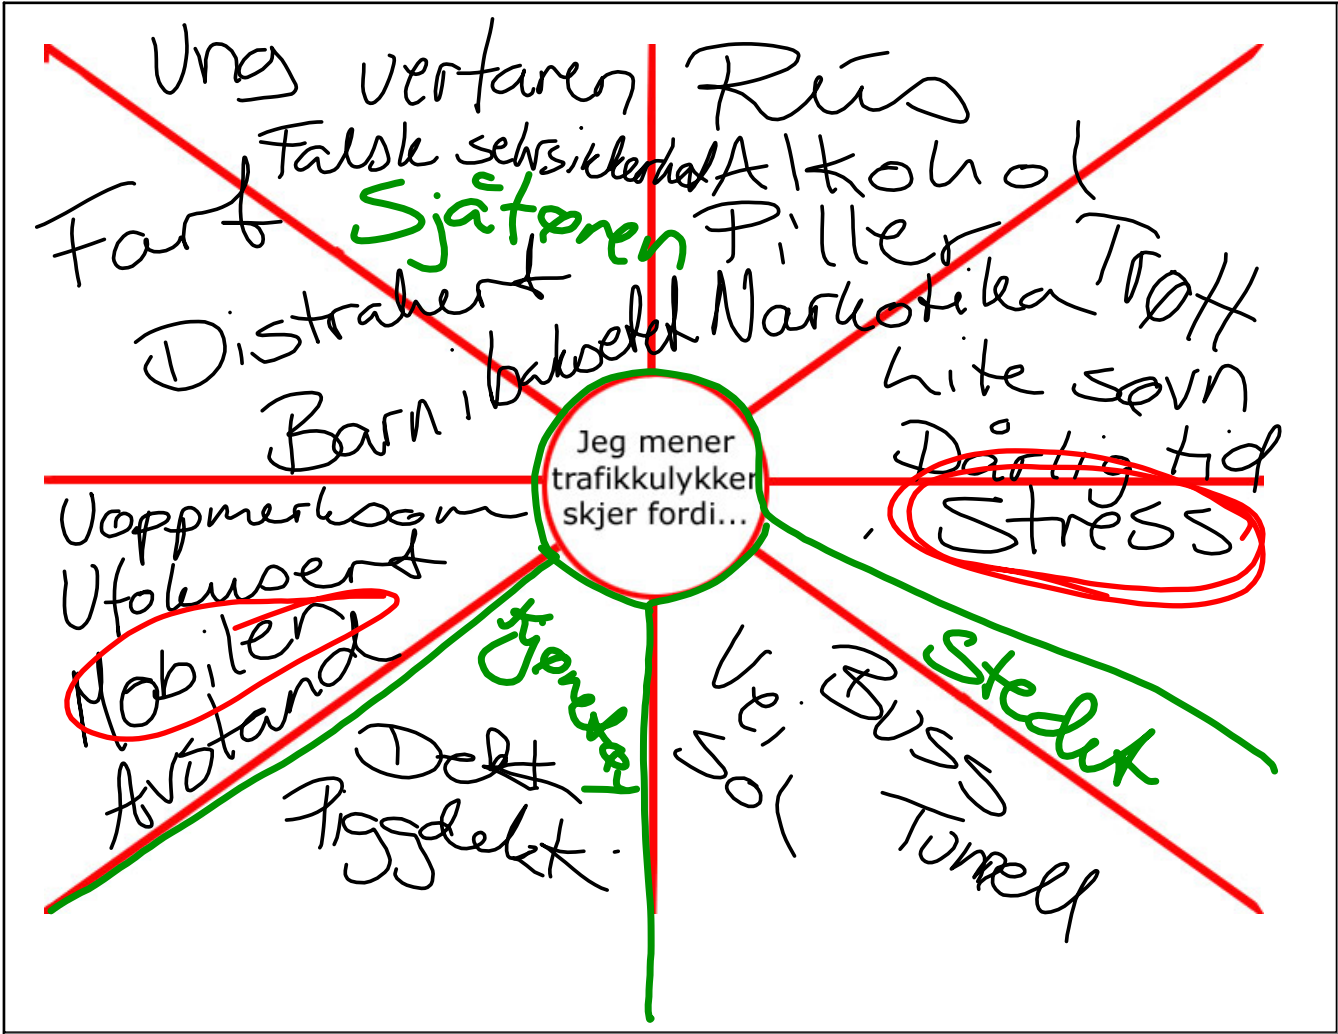 Ung verfaren
Rus
Falsk selvsikkerhet
Alkohol
Fart
Sjåføren
Piller
Trøtt
Distrahert
Narkotika
Barn i baksetet
Lite søvn
Dårlig tid
Jeg mener
trafikkulykker
skjer fordi...
Uoppmerksom
Stress
Ufokusert
Mobilen
Avstand
Kjøretøy
Stedet
Vei
Buss
Sol
Dekk
Piggdekk
Tunnell